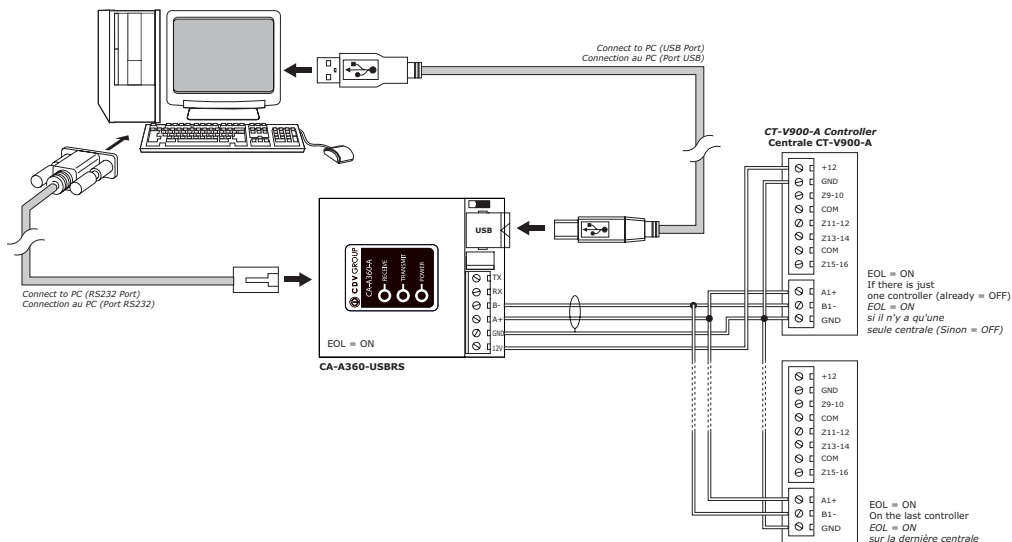 Connect to PC (USB Port)
Connection au PC (Port USB)
CT-V900-A Controller
Centrale CT-V900-A
+12
GND
Z9-10
COM
Z11-12
Z13-14
COM
Z15-16
A1+
B1-
GND
EOL = ON
If there is just
one controller (already = OFF)
EOL = ON
si il n'y a qu'une
seule centrale (Sinon = OFF)
USB
CDV GROUP
CA-A360-A
RECEIVE
TRANSMIT
POWER
TX
RX
B-
A+
GND
12V
EOL = ON
CA-A360-USBRS
Connect to PC (RS232 Port)
Connection au PC (Port RS232)
+12
GND
Z9-10
COM
Z11-12
Z13-14
COM
Z15-16
A1+
B1-
GND
EOL = ON
On the last controller
EOL = ON
sur la dernière centrale